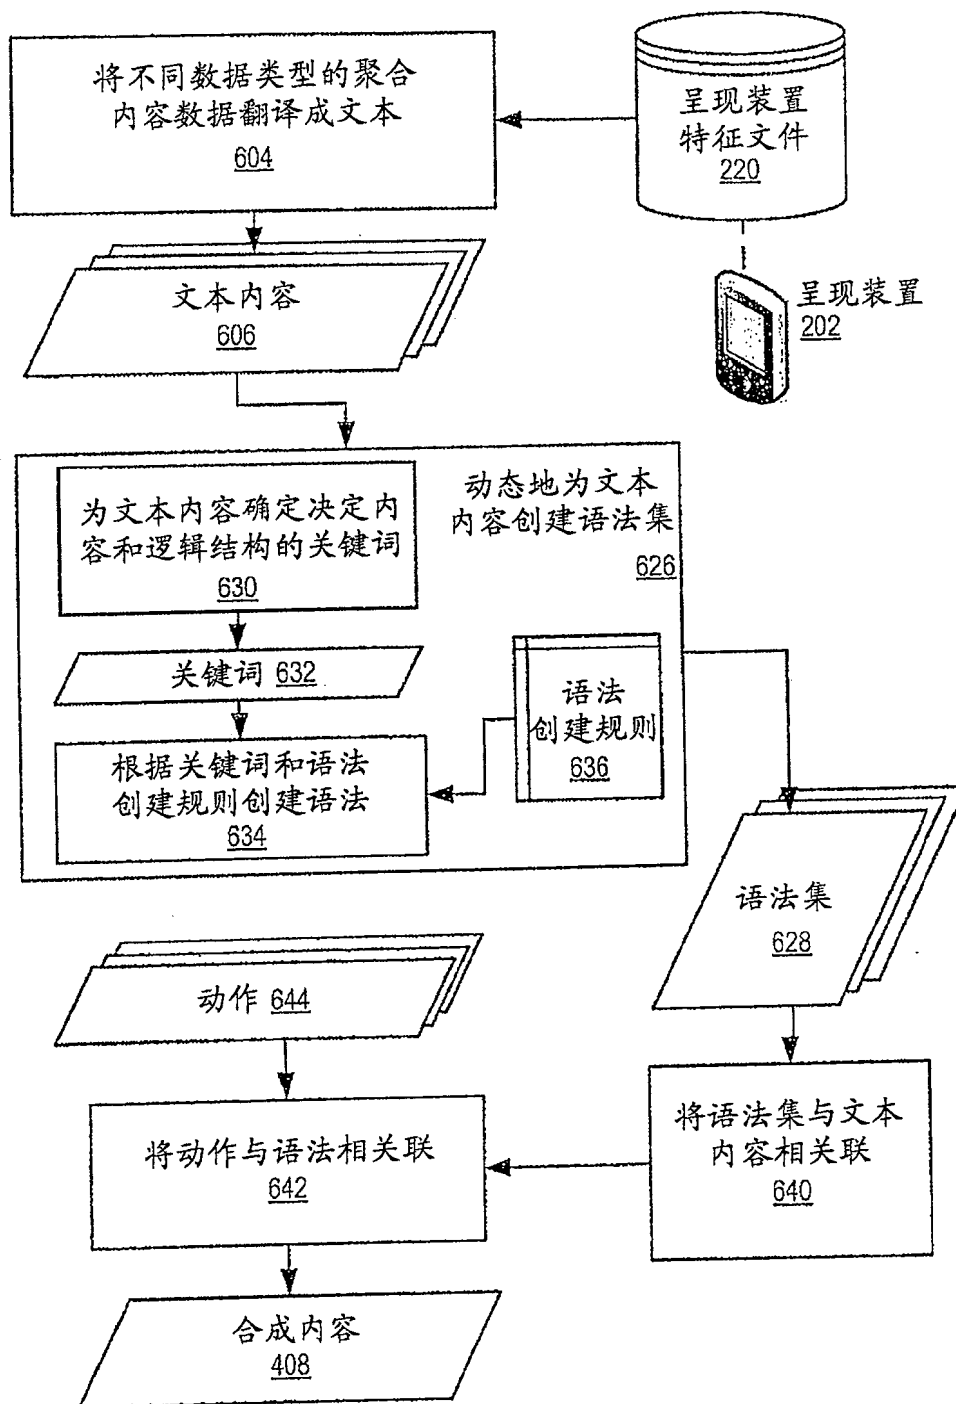 将不同数据类型的聚合
内容数据翻译成文本
604
呈现装置
特征文件
220
呈现装置
202
文本内容
606
动态地为文本
内容创建语法集
626
为文本内容确定决定内
容和逻辑结构的关键词
630
关键词 632
语法
创建规则
636
根据关键词和语法
创建规则创建语法
634
语法集
628
动作 644
将动作与语法相关联
642
将语法集与文本
内容相关联
640
合成内容
408